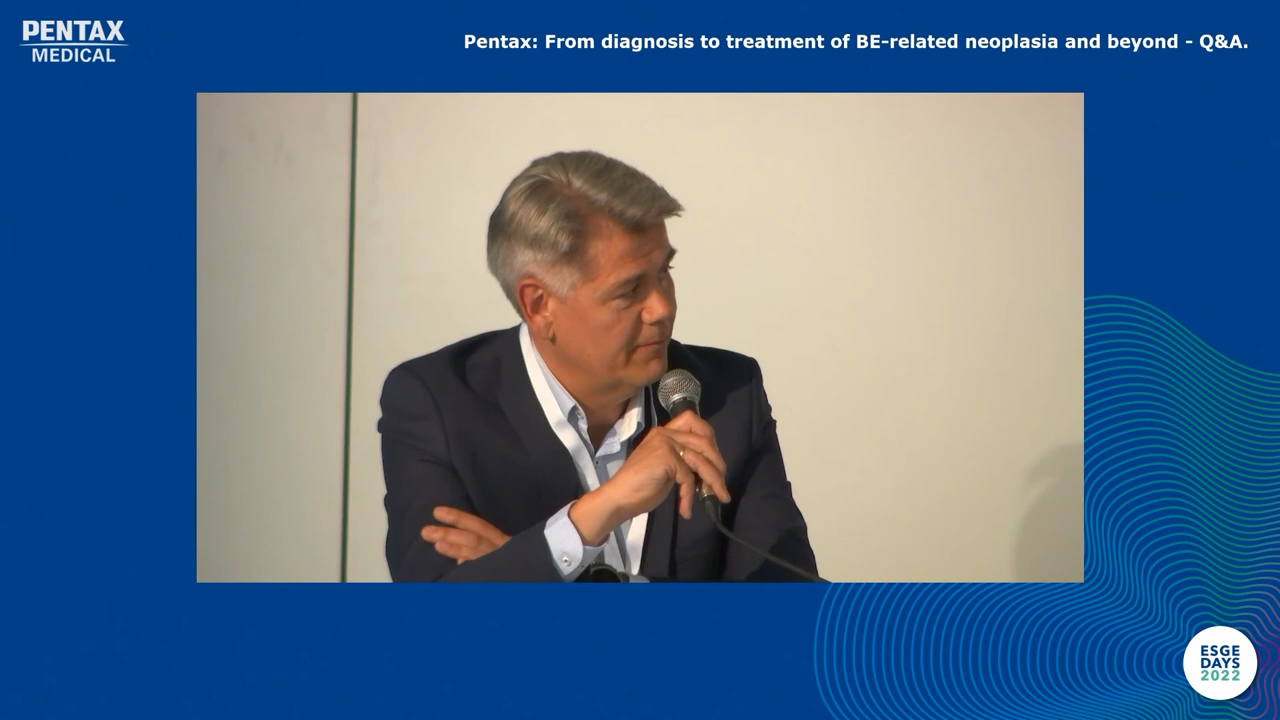 PENTAX
MEDICAL
Pentax: From diagnosis to treatment of BE-related neoplasia and beyond - Q&A.
ESGE
DAYS
2022